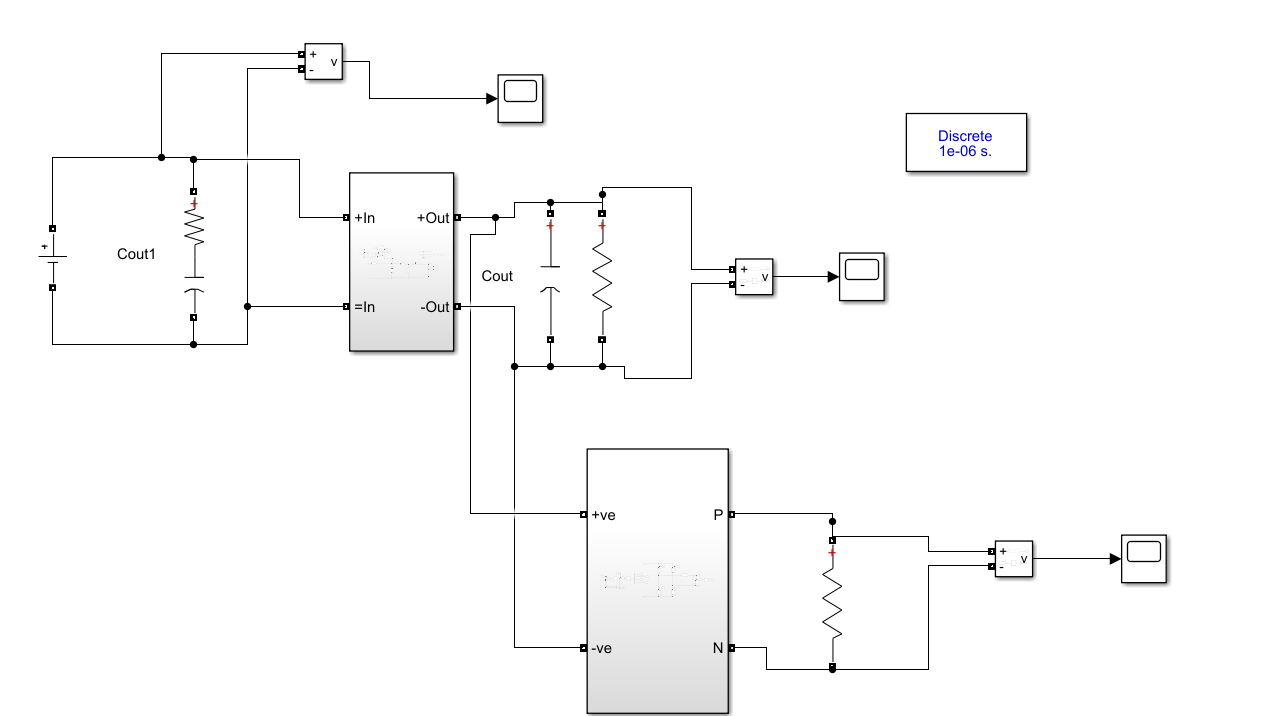 +
-
v
Discrete
1e-06 s.
+
Cout1
+
+In
=In
+Out
-Out
Cout
+
+
+
-
v
+ve
-ve
P
N
+
+
-
v